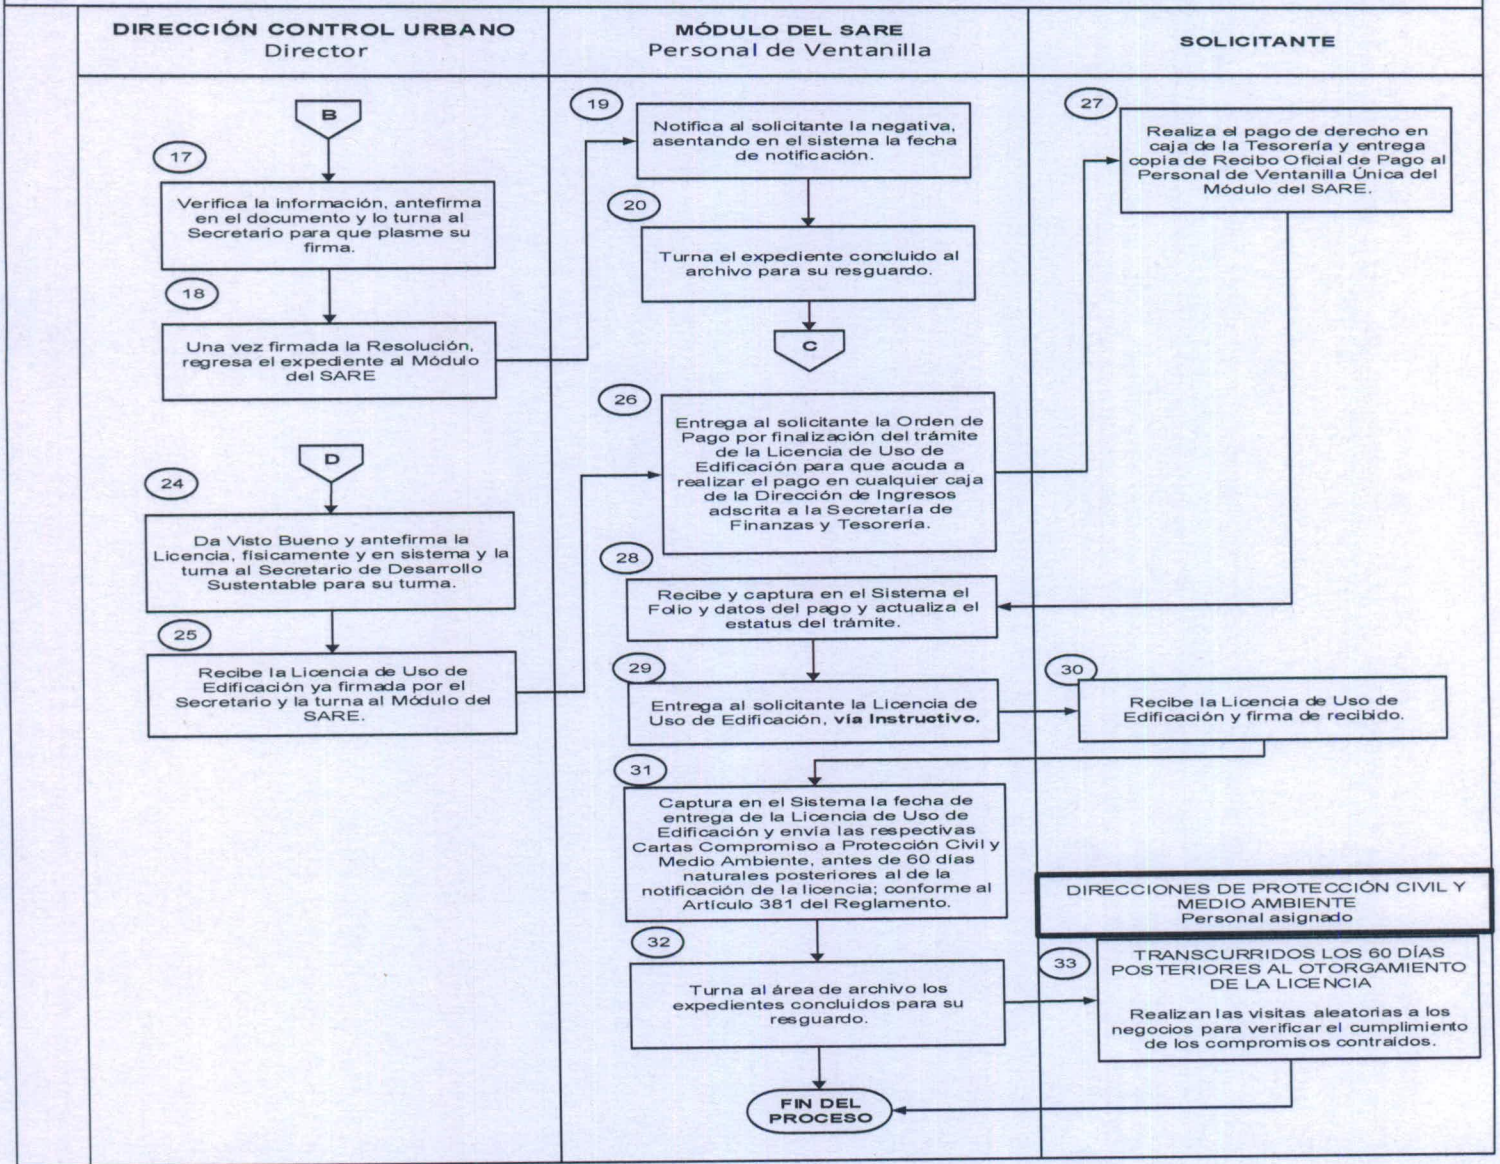 DIRECCIÓN CONTROL URBANO
Director
MÓDULO DEL SARE
Personal de Ventanilla
SOLICITANTE
B
17
Verifica la información, antefirma
en el documento y lo turna al
Secretario para que plasme su
firma.
18
Una vez firmada la Resolución,
regresa el expediente al Módulo
del SARE
D
24
Da Visto Bueno y antefirma la
Licencia, físicamente y en sistema y la
turna al Secretario de Desarrollo
Sustentable para su turma.
25
Recibe la Licencia de Uso de
Edificación ya firmada por el
Secretario y la turna al Módulo del
SARE.
19
Notifica al solicitante la negativa,
asentando en el sistema la fecha
de notificación.
20
Turna el expediente concluido al
archivo para su resguardo.
C
26
Entrega al solicitante la Orden de
Pago por finalización del trámite
de la Licencia de Uso de
Edificación para que acuda a
realizar el pago en cualquier caja
de la Dirección de Ingresos
adscrita a la Secretaría de
Finanzas y Tesorería.
27
Realiza el pago de derecho en
caja de la Tesorería y entrega
copia de Recibo Oficial de Pago al
Personal de Ventanilla Única del
Módulo del SARE.
28
Recibe y captura en el Sistema el
Folio y datos del pago y actualiza el
estatus del trámite.
29
Entrega al solicitante la Licencia de
Uso de Edificación, vía Instructivo.
30
Recibe la Licencia de Uso de
Edificación y firma de recibido.
31
Captura en el Sistema la fecha de
entrega de la Licencia de Uso de
Edificación y envía las respectivas
Cartas Compromiso a Protección Civil y
Medio Ambiente, antes de 60 días
naturales posteriores al de la
notificación de la licencia; conforme al
Artículo 381 del Reglamento.
32
Turna al área de archivo los
expedientes concluidos para su
resguardo.
DIRECCIONES DE PROTECCIÓN CIVIL Y
MEDIO AMBIENTE
Personal asignado
33
TRANSCURRIDOS LOS 60 DÍAS
POSTERIORES AL OTORGAMIENTO
DE LA LICENCIA
Realizan las visitas aleatorias a los
negocios para verificar el cumplimiento
de los compromisos contraídos.
FIN DEL
PROCESO